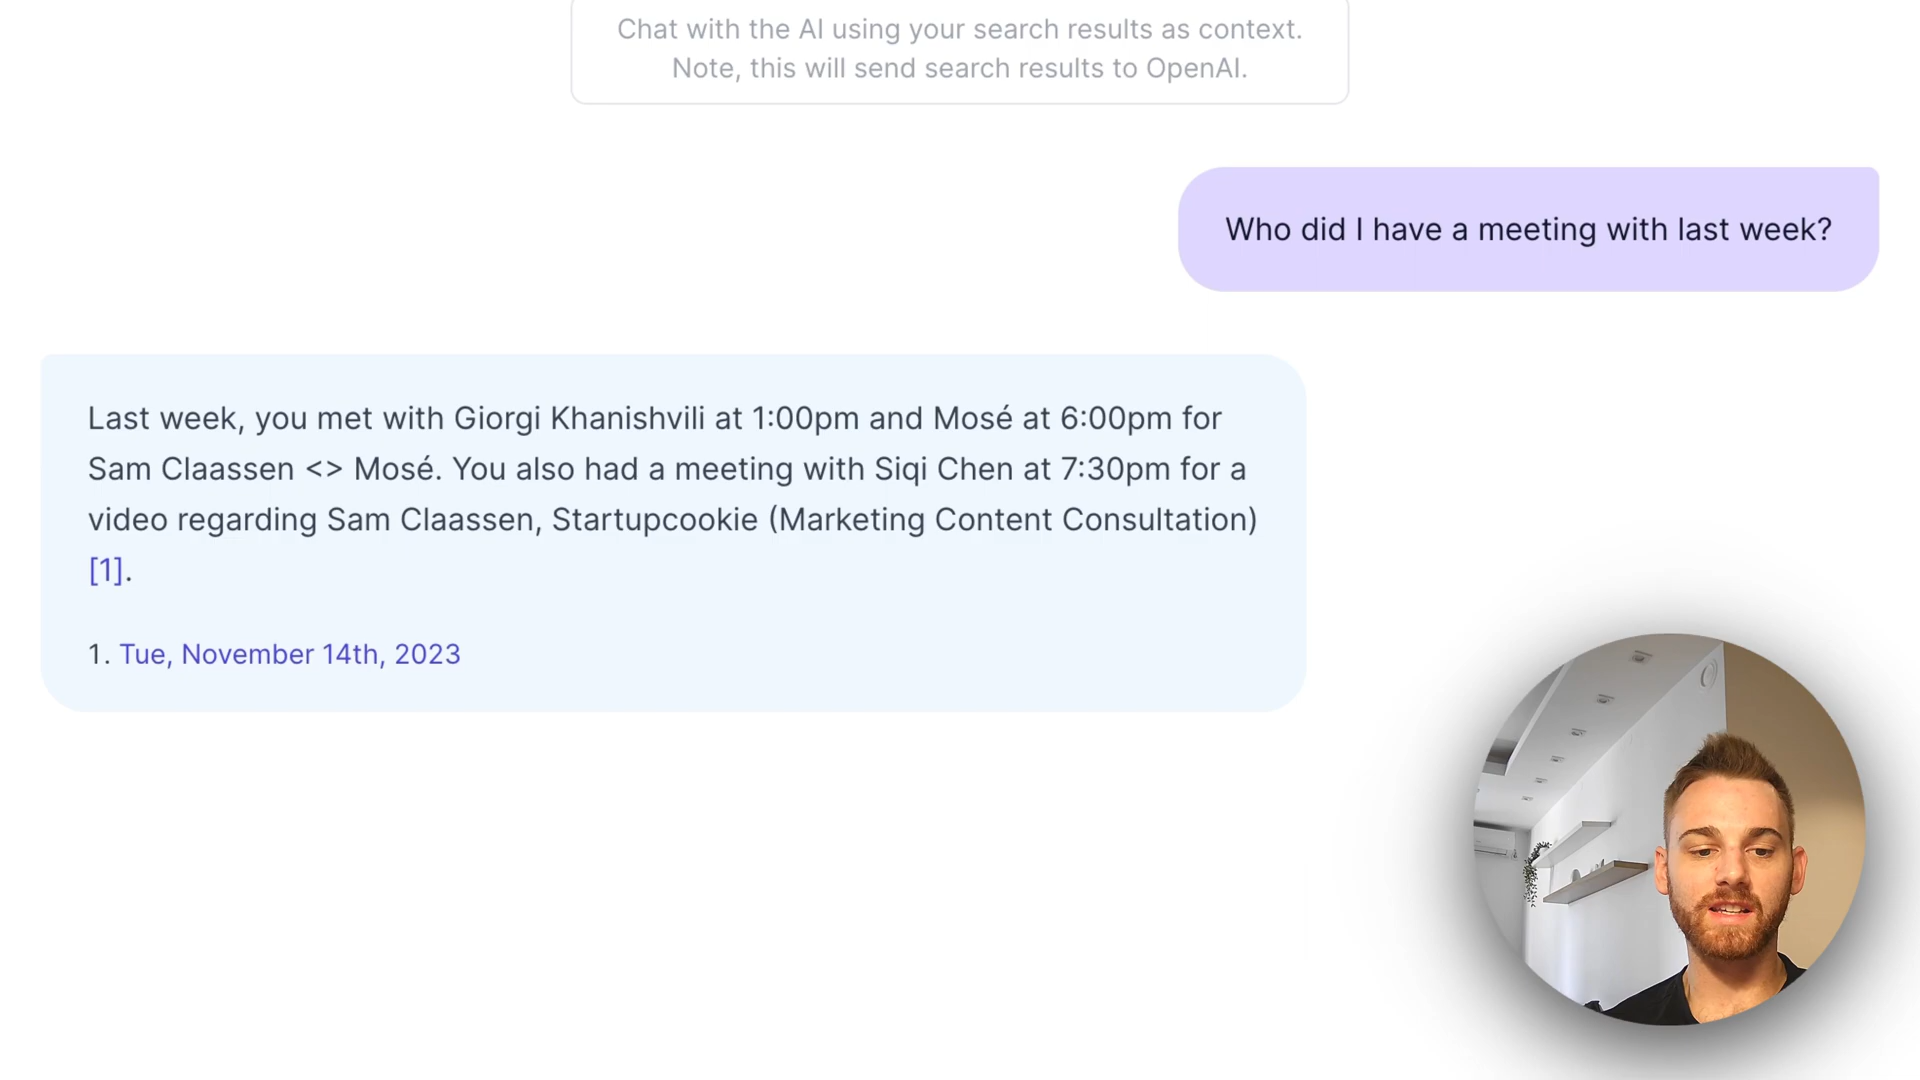 Chat with the AI using your search results as context.
Note, this will send search results to OpenAI.
Who did I have a meeting with last week?
Last week, you met with Giorgi Khanishvili at 1:00pm and Mosé at 6:00pm for
Sam Claassen <> Mosé. You also had a meeting with Siqi Chen at 7:30pm for a
video regarding Sam Claassen, Startupcookie (Marketing Content Consultation)
[1].
1. Tue, November 14th, 2023